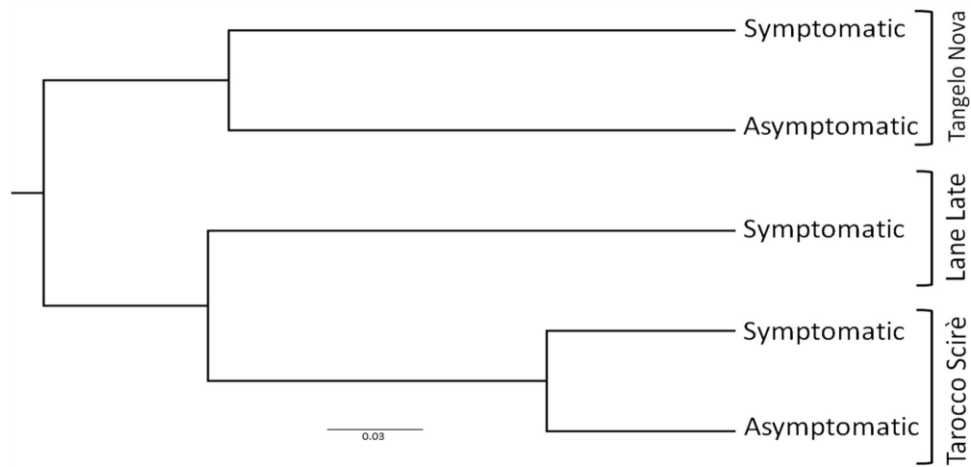 Symptomatic
Asymptomatic
Tangelo Nova
Symptomatic
Lane Late
Symptomatic
Asymptomatic
Tarocco Scirè
0.03